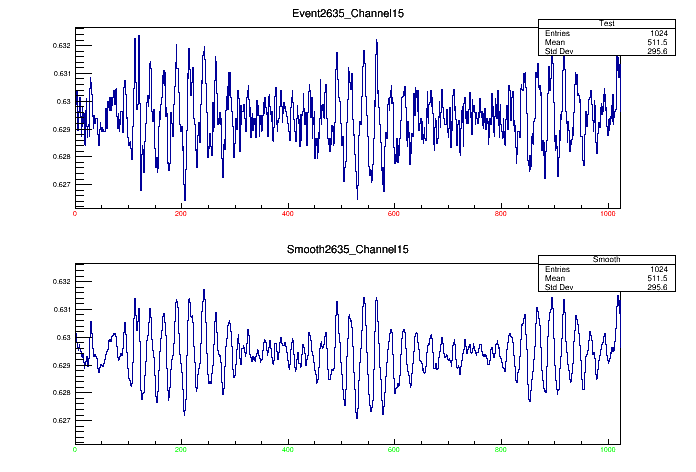 Event2635_Channel15
Test
Entries 1024
Mean 511.5
Std Dev 295.6
0.632
0.631
0.63
0.629
0.628
0.627
0 200 400 600 800 1000
Smooth2635_Channel15
Smooth
Entries 1024
Mean 511.5
Std Dev 295.6
0.632
0.631
0.63
0.629
0.628
0.627
0 200 400 600 800 1000